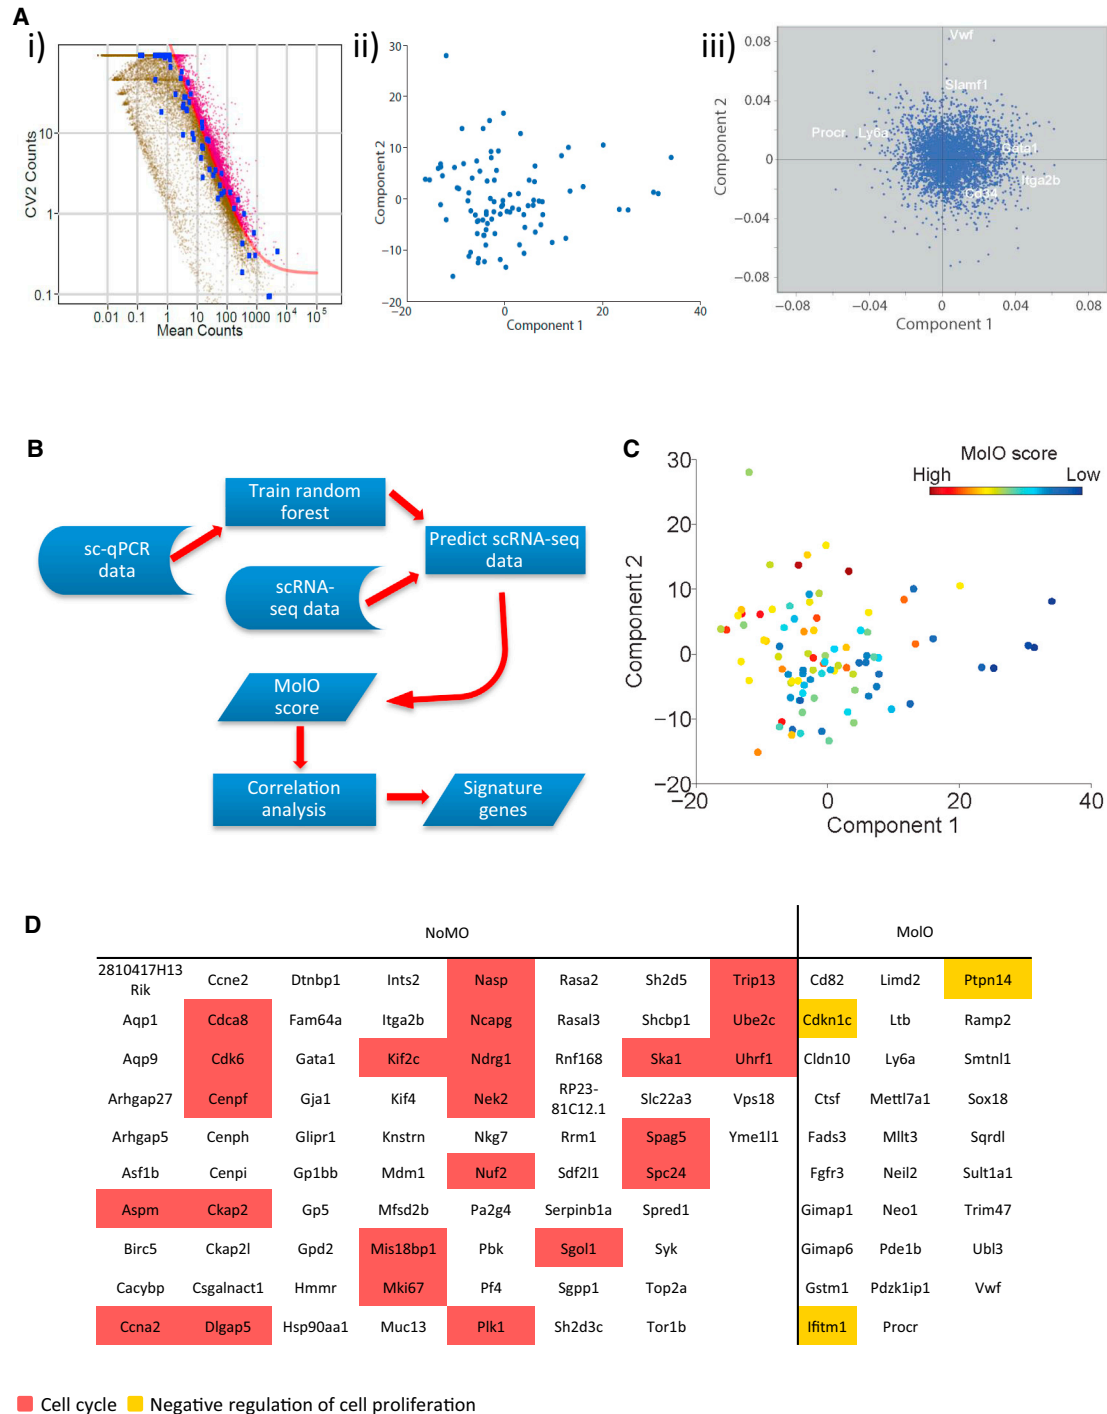 A
i)
CV2 Counts
10
1
0.1
0.01 0.1 1 10 100 1000 10⁴ 10⁵
Mean Counts
ii)
Component 2
30
20
10
0
−10
−20
−20 0 20 40
Component 1
iii)
Component 2
0.08
0.04
0
−0.04
−0.08
Vwf
Slamf1
Procr
Ly6a
Gata1
Itga2b
Cd34
−0.08 −0.04 0 0.04 0.08
Component 1
B
sc-qPCR
data
Train random
forest
scRNA-
seq data
Predict scRNA-seq
data
MolO
score
Correlation
analysis
Signature
genes
C
MolO score
High Low
Component 2
30
20
10
0
−10
−20
−20 0 20 40
Component 1
D
NoMO MolO
2810417H13
Rik
Ccne2 Dtnbp1 Ints2 Nasp Rasa2 Sh2d5 Trip13 Cd82 Limd2 Ptpn14
Aqp1 Cdca8 Fam64a Itga2b Ncapg Rasal3 Shcbp1 Ube2c Cdkn1c Ltb Ramp2
Aqp9 Cdk6 Gata1 Kif2c Ndrg1 Rnf168 Ska1 Uhrf1 Cldn10 Ly6a Smtnl1
Arhgap27 Cenpf Gja1 Kif4 Nek2 RP23-
81C12.1
Slc22a3 Vps18 Ctsf Mettl7a1 Sox18
Arhgap5 Cenph Glipr1 Knstrn Nkg7 Rrm1 Spag5 Yme1l1 Fads3 Mllt3 Sqrdl
Asf1b Cenpi Gp1bb Mdm1 Nuf2 Sdf2l1 Spc24 Fgfr3 Neil2 Sult1a1
Aspm Ckap2 Gp5 Mfsd2b Pa2g4 Serpinb1a Spred1 Gimap1 Neo1 Trim47
Birc5 Ckap2l Gpd2 Mis18bp1 Pbk Sgol1 Syk Gimap6 Pde1b Ubl3
Cacybp Csgalnact1 Hmmr Mki67 Pf4 Sgpp1 Top2a Gstm1 Pdzk1ip1 Vwf
Ccna2 Dlgap5 Hsp90aa1 Muc13 Plk1 Sh2d3c Tor1b Ifitm1 Procr
Cell cycle Negative regulation of cell proliferation